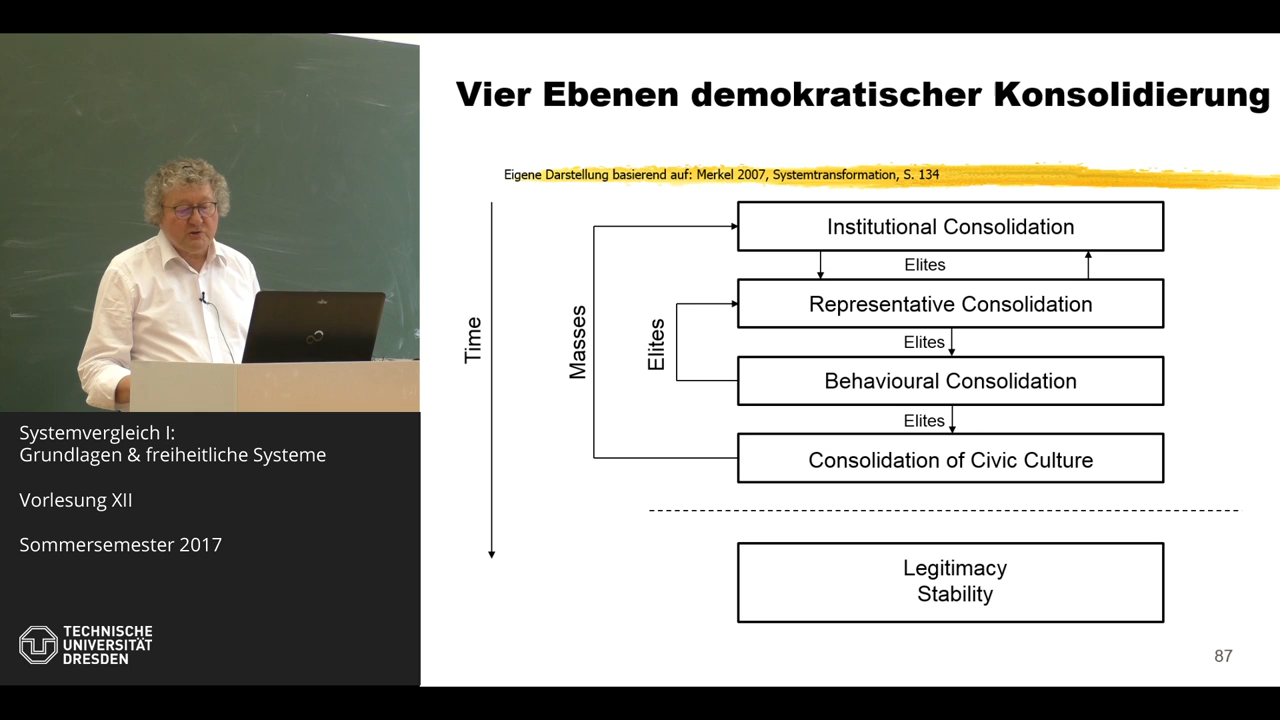 Vier Ebenen demokratischer Konsolidierung
Eigene Darstellung basierend auf: Merkel 2007, Systemtransformation, S. 134
Time
Masses
Elites
Institutional Consolidation
Elites
Representative Consolidation
Elites
Behavioural Consolidation
Elites
Consolidation of Civic Culture
Legitimacy
Stability
87
Systemvergleich I:
Grundlagen & freiheitliche Systeme
Vorlesung XII
Sommersemester 2017
TECHNISCHE
UNIVERSITÄT
DRESDEN